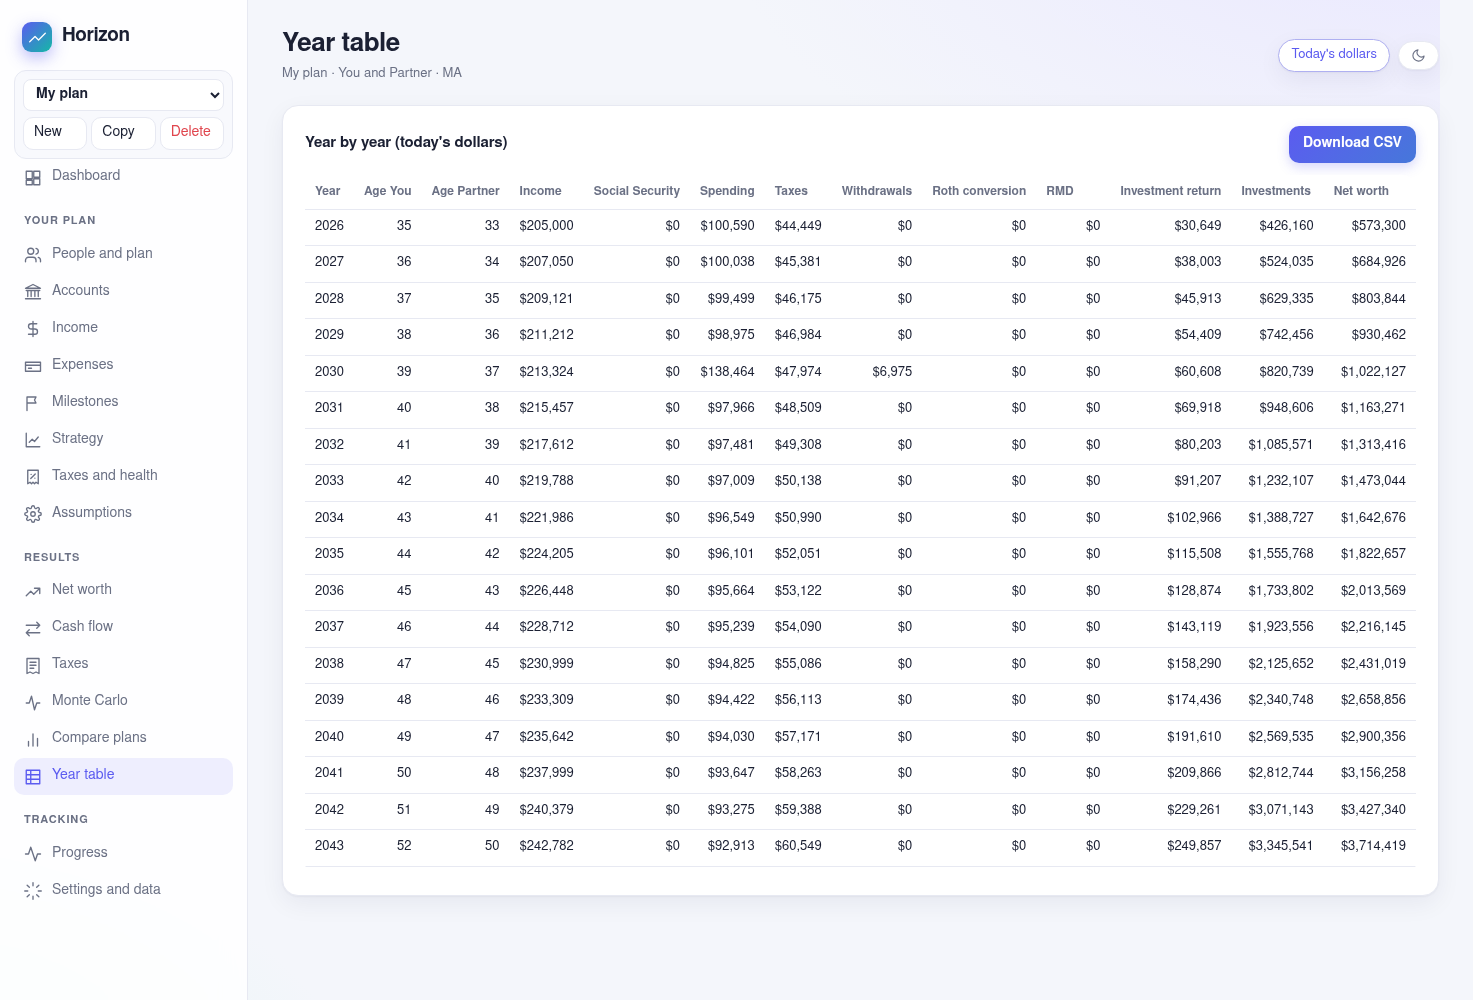 Horizon
My plan
New Copy Delete
Dashboard
YOUR PLAN
People and plan
Accounts
Income
Expenses
Milestones
Strategy
Taxes and health
Assumptions
RESULTS
Net worth
Cash flow
Taxes
Monte Carlo
Compare plans
Year table
TRACKING
Progress
Settings and data
Year table
My plan · You and Partner · MA
Today's dollars
Year by year (today's dollars)
Download CSV
Year Age You Age Partner Income Social Security Spending Taxes Withdrawals Roth conversion RMD Investment return Investments Net worth
2026 35 33 $205,000 $0 $100,590 $44,449 $0 $0 $0 $30,649 $426,160 $573,300
2027 36 34 $207,050 $0 $100,038 $45,381 $0 $0 $0 $38,003 $524,035 $684,926
2028 37 35 $209,121 $0 $99,499 $46,175 $0 $0 $0 $45,913 $629,335 $803,844
2029 38 36 $211,212 $0 $98,975 $46,984 $0 $0 $0 $54,409 $742,456 $930,462
2030 39 37 $213,324 $0 $138,464 $47,974 $6,975 $0 $0 $60,608 $820,739 $1,022,127
2031 40 38 $215,457 $0 $97,966 $48,509 $0 $0 $0 $69,918 $948,606 $1,163,271
2032 41 39 $217,612 $0 $97,481 $49,308 $0 $0 $0 $80,203 $1,085,571 $1,313,416
2033 42 40 $219,788 $0 $97,009 $50,138 $0 $0 $0 $91,207 $1,232,107 $1,473,044
2034 43 41 $221,986 $0 $96,549 $50,990 $0 $0 $0 $102,966 $1,388,727 $1,642,676
2035 44 42 $224,205 $0 $96,101 $52,051 $0 $0 $0 $115,508 $1,555,768 $1,822,657
2036 45 43 $226,448 $0 $95,664 $53,122 $0 $0 $0 $128,874 $1,733,802 $2,013,569
2037 46 44 $228,712 $0 $95,239 $54,090 $0 $0 $0 $143,119 $1,923,556 $2,216,145
2038 47 45 $230,999 $0 $94,825 $55,086 $0 $0 $0 $158,290 $2,125,652 $2,431,019
2039 48 46 $233,309 $0 $94,422 $56,113 $0 $0 $0 $174,436 $2,340,748 $2,658,856
2040 49 47 $235,642 $0 $94,030 $57,171 $0 $0 $0 $191,610 $2,569,535 $2,900,356
2041 50 48 $237,999 $0 $93,647 $58,263 $0 $0 $0 $209,866 $2,812,744 $3,156,258
2042 51 49 $240,379 $0 $93,275 $59,388 $0 $0 $0 $229,261 $3,071,143 $3,427,340
2043 52 50 $242,782 $0 $92,913 $60,549 $0 $0 $0 $249,857 $3,345,541 $3,714,419